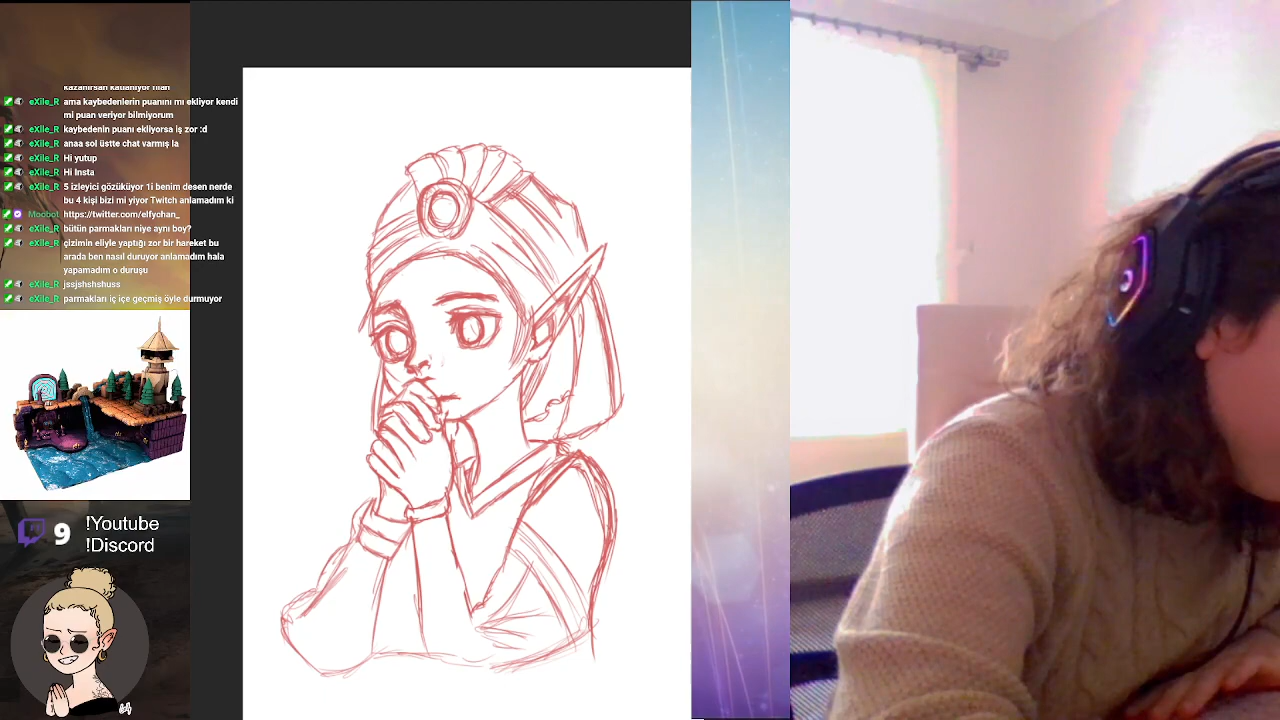 kazanırsan katlanıyor filan
eXile_R ama kaybedenlerin puanını mı ekliyor kendi
mi puan veriyor bilmiyorum
eXile_R kaybedenin puanı ekliyorsa iş zor :d
eXile_R anaa sol üstte chat varmış la
eXile_R Hi yutup
eXile_R Hi Insta
eXile_R 5 izleyici gözüküyor 1i benim desen nerde
bu 4 kişi bizi mi yiyor Twitch anlamadım ki
Moobot https://twitter.com/elfychan_
eXile_R bütün parmakları niye aynı boy?
eXile_R çizimin eliyle yaptığı zor bir hareket bu
arada ben nasıl duruyor anlamadım hala
yapamadım o duruşu
eXile_R jssjshshshuss
eXile_R parmakları iç içe geçmiş öyle durmuyor
9 !Youtube
!Discord